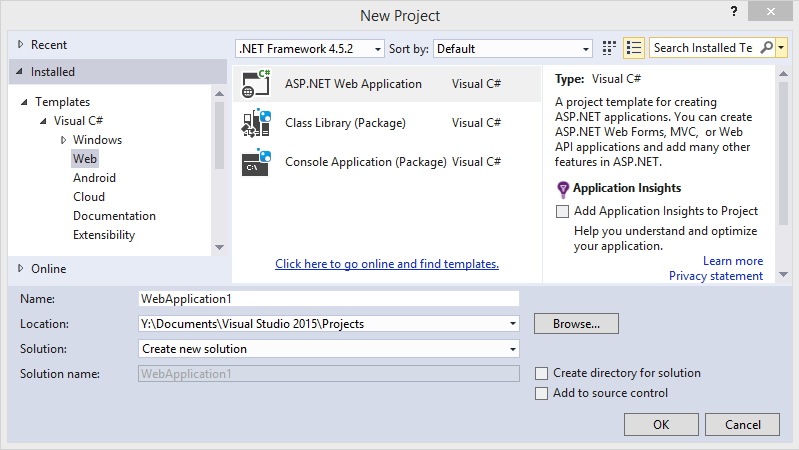 New Project
?
Recent
.NET Framework 4.5.2
Sort by:
Default
Search Installed Te
Installed
Templates
Visual C#
Windows
Web
Android
Cloud
Documentation
Extensibility
Online
C#
ASP.NET Web Application
Visual C#
Class Library (Package)
Visual C#
C:\
Console Application (Package)
Visual C#
Click here to go online and find templates.
Type: Visual C#
A project template for creating
ASP.NET applications. You can create
ASP.NET Web Forms, MVC, or Web
API applications and add many other
features in ASP.NET.
Application Insights
Add Application Insights to Project
Help you understand and optimize
your application.
Learn more
Privacy statement
Name:
WebApplication1
Location:
Y:\Documents\Visual Studio 2015\Projects
Browse...
Solution:
Create new solution
Solution name:
WebApplication1
Create directory for solution
Add to source control
OK
Cancel